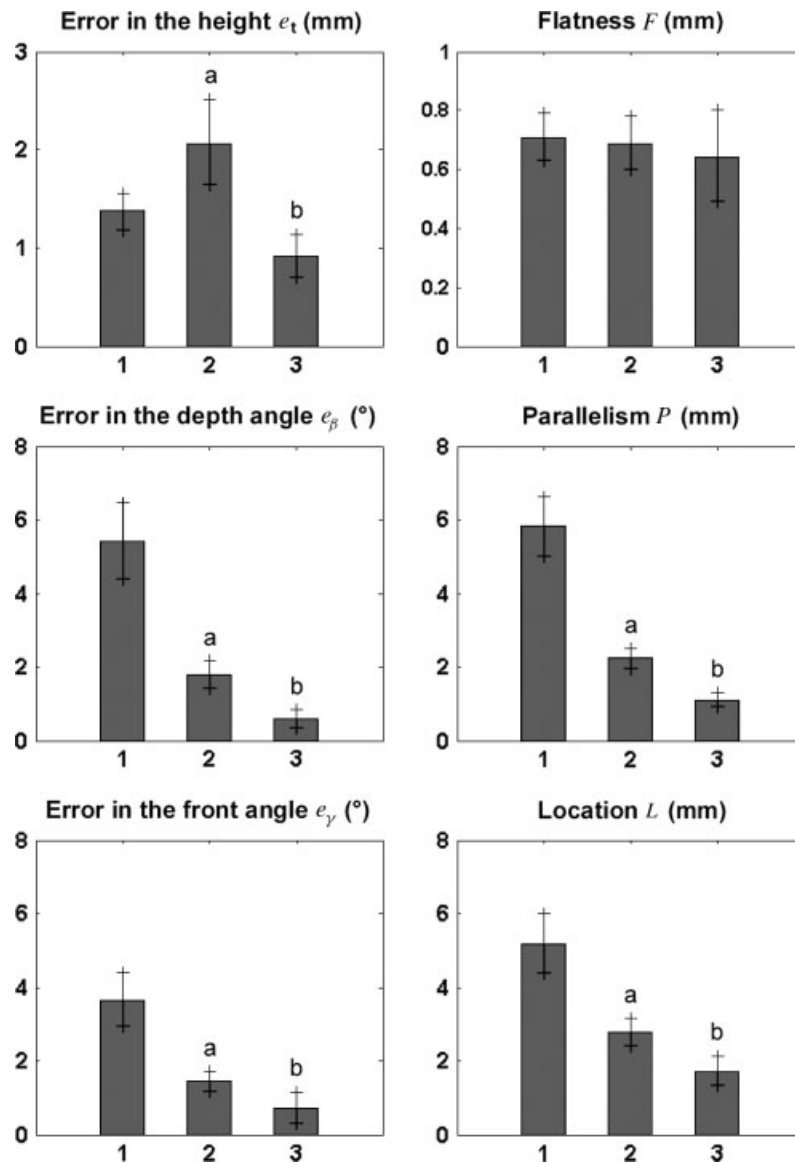 Error in the height eₜ (mm)
3
2
1
0
a
b
1 2 3
Flatness F (mm)
1
0.8
0.6
0.4
0.2
0
1 2 3
Error in the depth angle e_β (°)
8
6
4
2
0
a
b
1 2 3
Parallelism P (mm)
8
6
4
2
0
a
b
1 2 3
Error in the front angle e_γ (°)
8
6
4
2
0
a
b
1 2 3
Location L (mm)
8
6
4
2
0
a
b
1 2 3